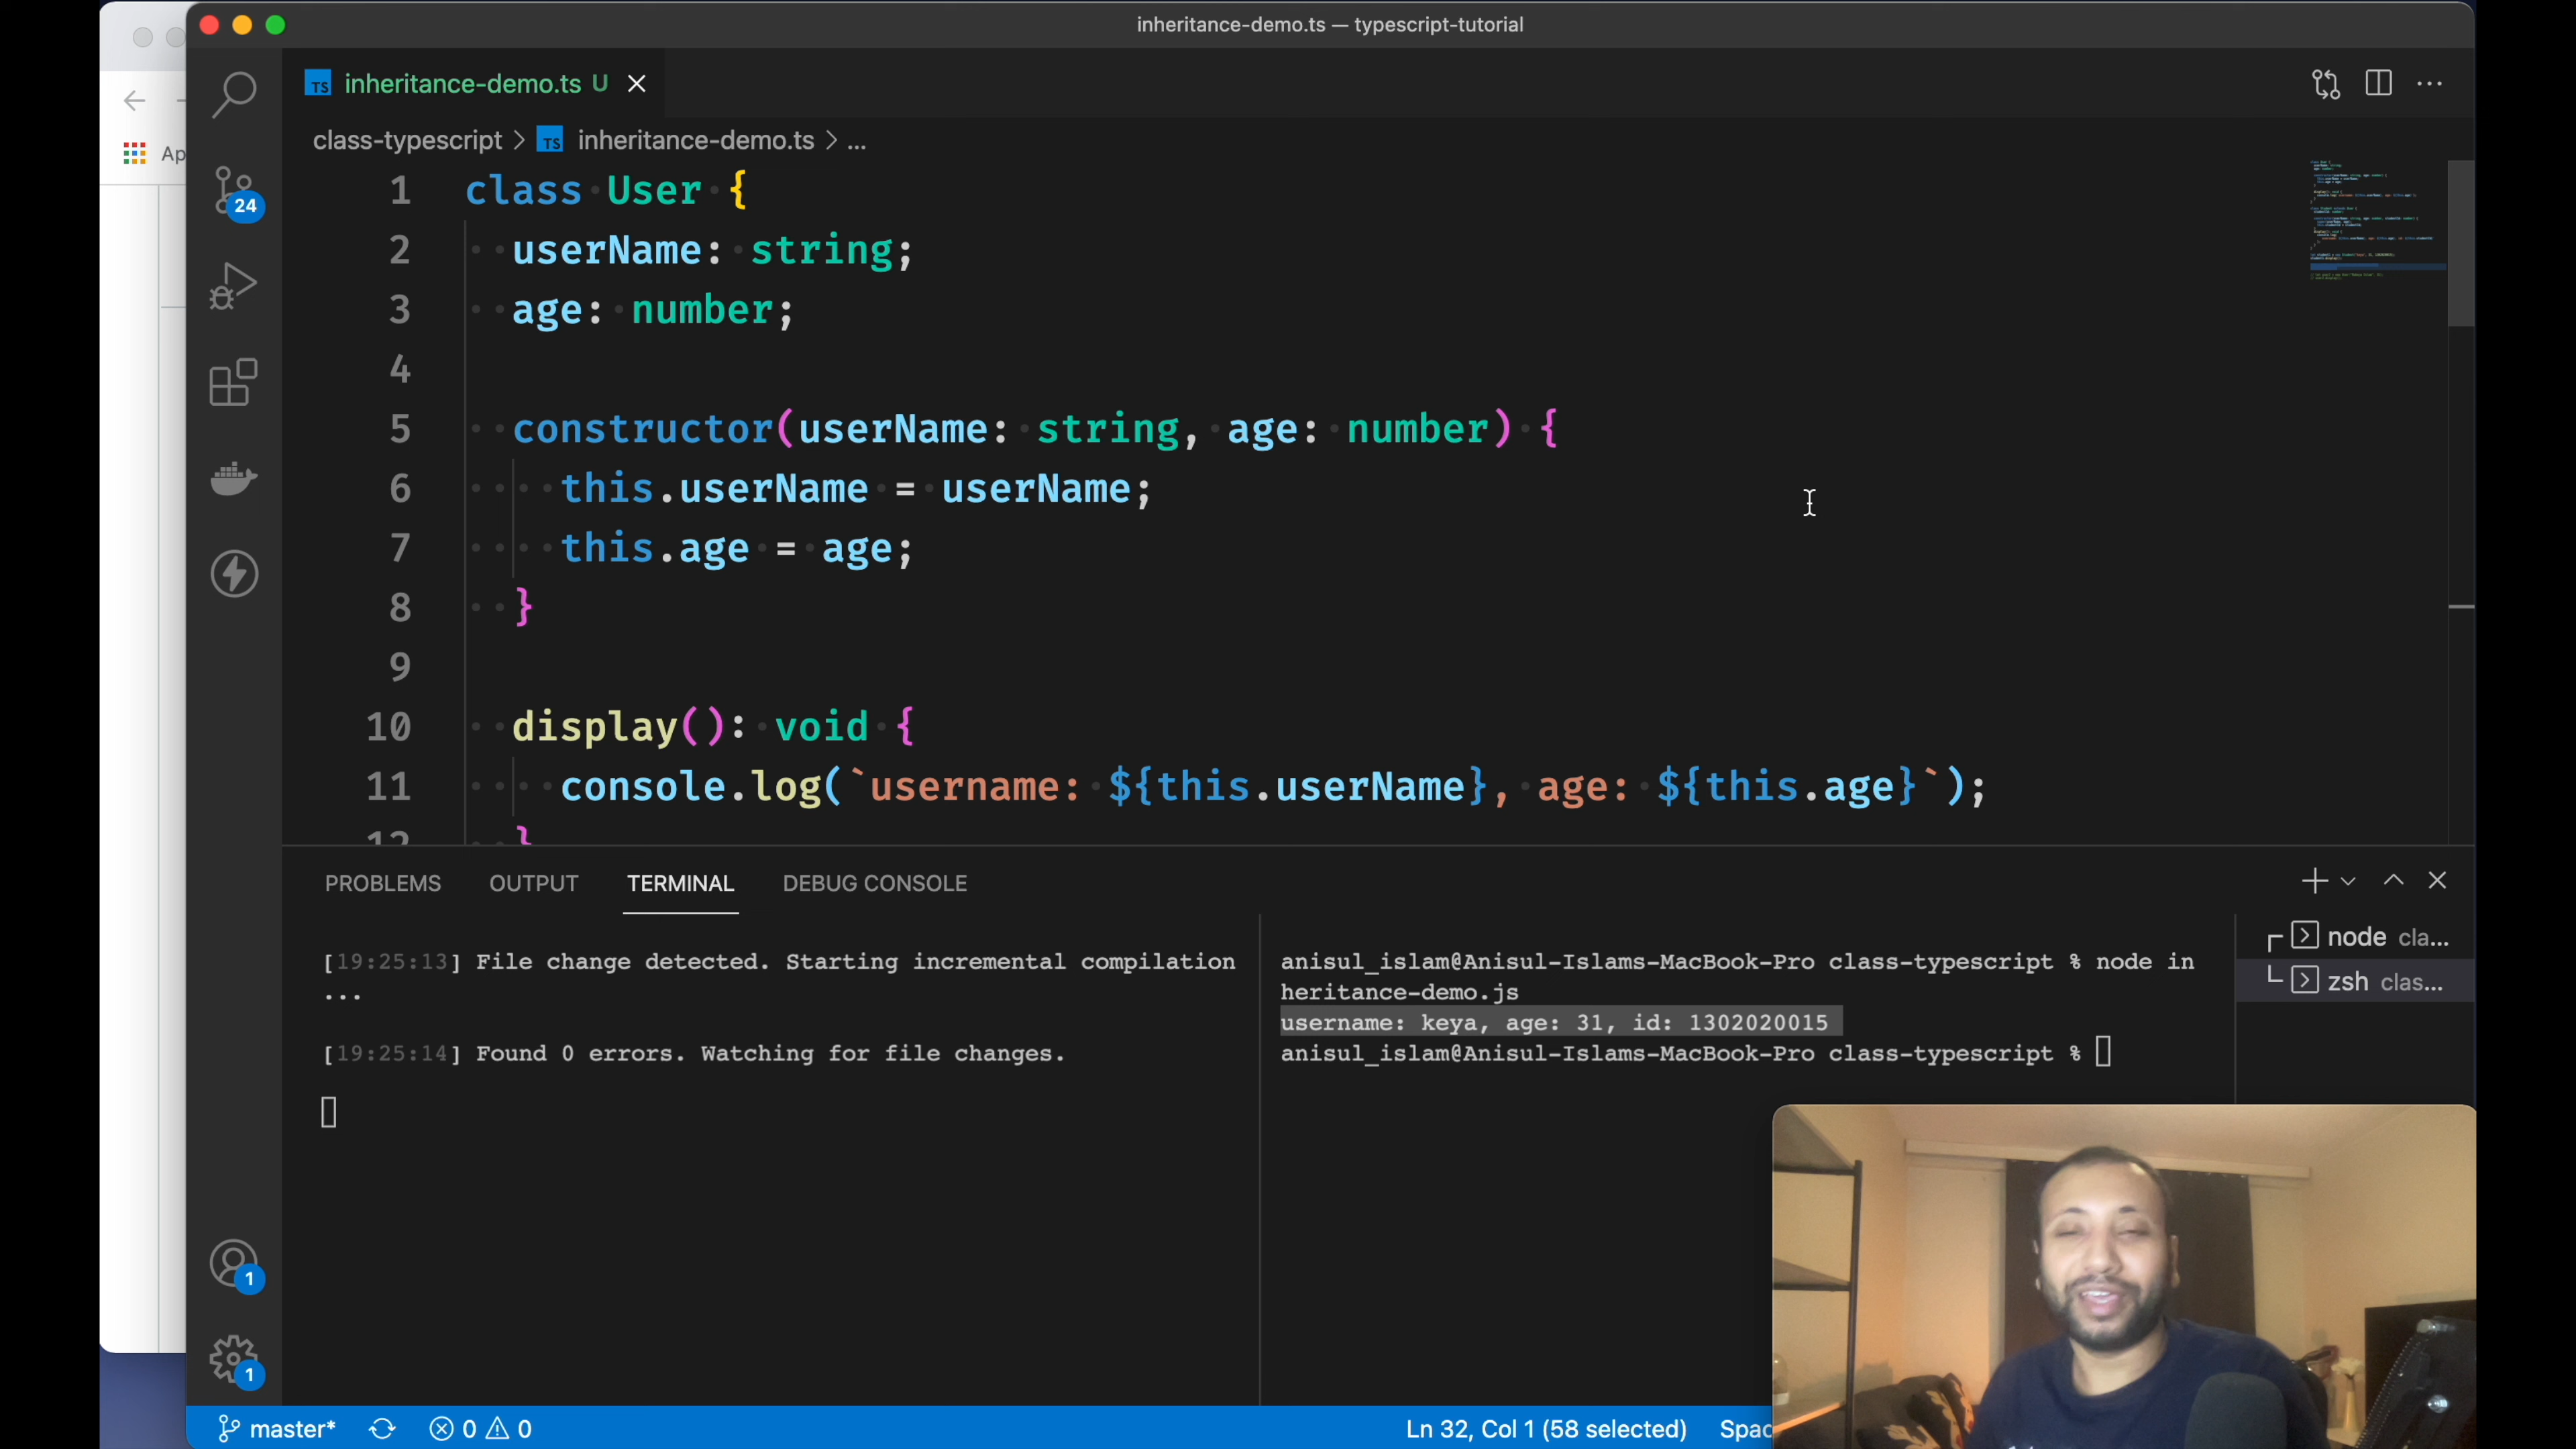 inheritance-demo.ts — typescript-tutorial
TS inheritance-demo.ts U
class-typescript > TS inheritance-demo.ts > ...
Ap
24
1 class User {
2 userName: string;
3 age: number;
4
5 constructor(userName: string, age: number) {
6 this.userName = userName;
7 this.age = age;
8 }
9
10 display(): void {
11 console.log(`username: ${this.userName}, age: ${this.age}`);
12 }
PROBLEMS OUTPUT TERMINAL DEBUG CONSOLE
[19:25:13] File change detected. Starting incremental compilation
...
[19:25:14] Found 0 errors. Watching for file changes.
anisul_islam@Anisul-Islams-MacBook-Pro class-typescript % node in
heritance-demo.js
username: keya, age: 31, id: 1302020015
anisul_islam@Anisul-Islams-MacBook-Pro class-typescript %
node cla...
zsh clas...
1
1
master* 0 0 Ln 32, Col 1 (58 selected) Spac